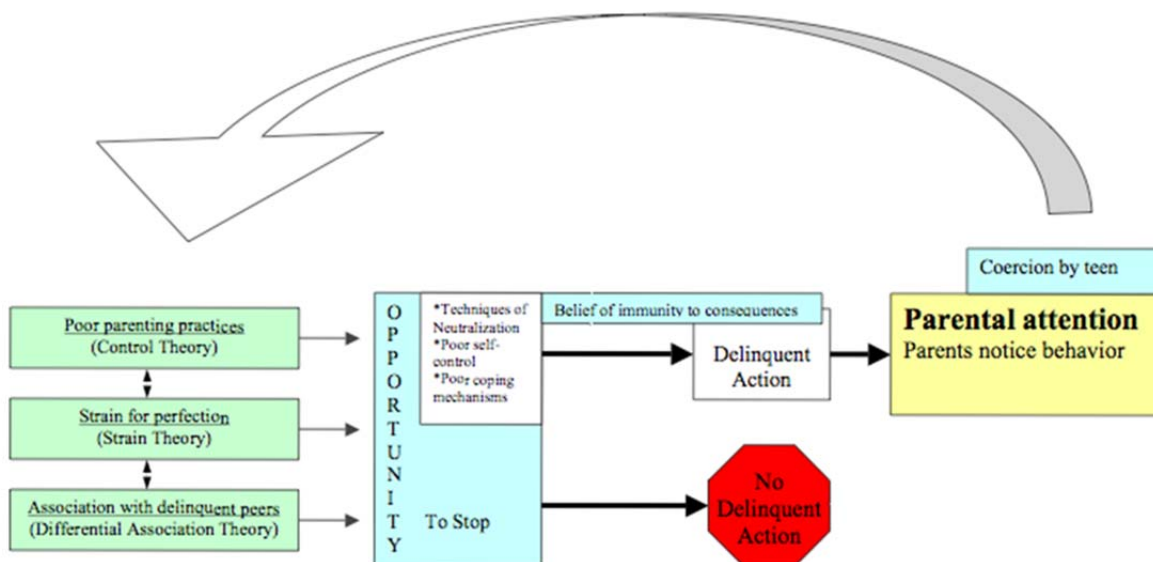 Coercion by teen
Poor parenting practices
(Control Theory)
Strain for perfection
(Strain Theory)
Association with delinquent peers
(Differential Association Theory)
OPPORTUNITY
*Techniques of
Neutralization
*Poor self-
control
*Poor coping
mechanisms
To Stop
Belief of immunity to consequences
Delinquent
Action
No
Delinquent
Action
Parental attention
Parents notice behavior